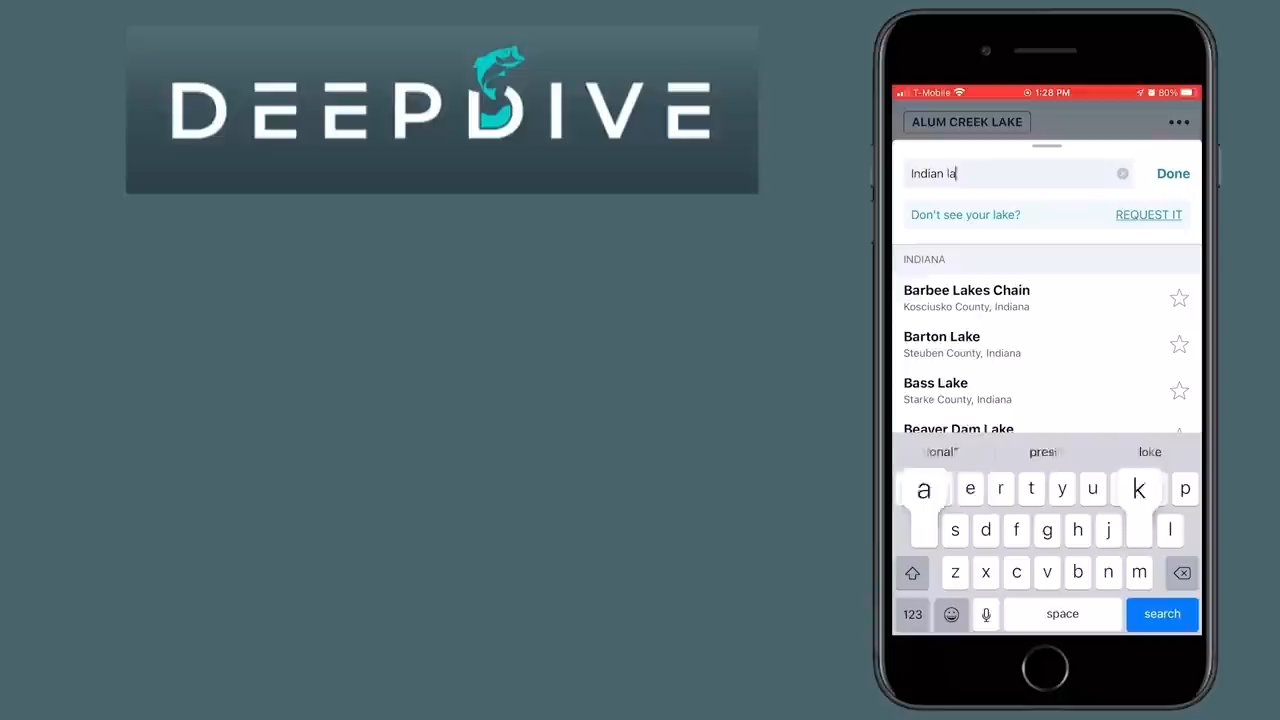 DEEPDIVE
T-Mobile 1:28 PM 80%
ALUM CREEK LAKE
Indian la Done
Don't see your lake? REQUEST IT
INDIANA
Barbee Lakes Chain
Kosciusko County, Indiana
Barton Lake
Steuben County, Indiana
Bass Lake
Starke County, Indiana
Beaver Dam Lake
loke
a e r t y u k p
s d f g h j l
z x c v b n m
123 space search